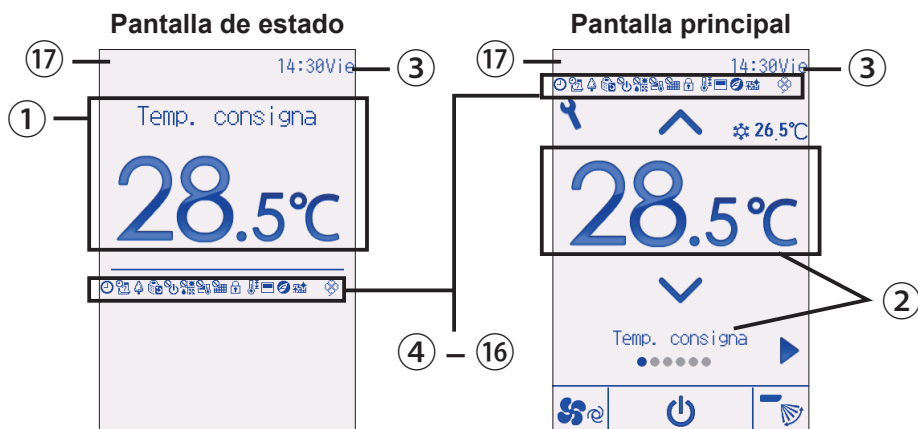 Pantalla de estado
Pantalla principal
17
14:30Vie
3
1
Temp. consigna
28.5°C
17
14:30Vie
3
26.5°C
28.5°C
2
Temp. consigna
4 – 16